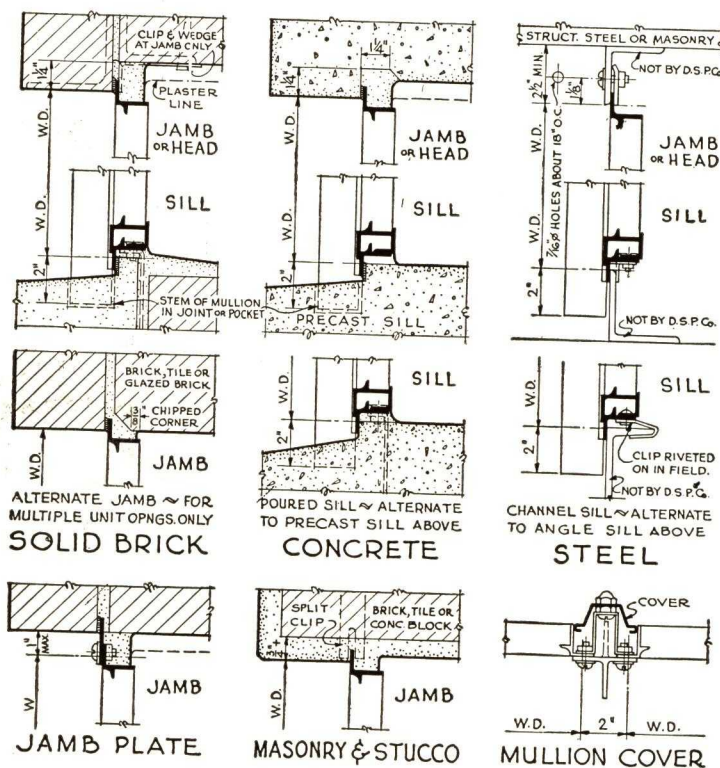 CLIP & WEDGE
AT JAMB ONLY
1¼"
PLASTER
LINE
W.D.
JAMB
OR HEAD
SILL
2"
STEM OF MULLION
IN JOINT OR POCKET
BRICK, TILE OR
GLAZED BRICK
3/8"
CHIPPED
CORNER
W.D.
JAMB
ALTERNATE JAMB ~ FOR
MULTIPLE UNIT OPNGS. ONLY
SOLID BRICK
1¼"
1¼"
W.D.
JAMB
OR HEAD
SILL
2"
PRECAST SILL
W.D.
SILL
2"
POURED SILL ~ ALTERNATE
TO PRECAST SILL ABOVE
CONCRETE
STRUCT. STEEL OR MASONRY
NOT BY D.S.P.Co.
2½" MIN.
1⅛"
W.D.
7/16 Ø HOLES ABOUT 18" O.C.
JAMB
OR HEAD
SILL
2"
NOT BY D.S.P.Co.
W.D.
SILL
2"
CLIP RIVETED
ON IN FIELD.
NOT BY D.S.P.Co.
CHANNEL SILL ~ ALTERNATE
TO ANGLE SILL ABOVE
STEEL
1" MAX.
W
JAMB
JAMB PLATE
SPLIT
CLIP
BRICK, TILE OR
CONC. BLOCK
3/4"
W.D.
JAMB
MASONRY & STUCCO
COVER
W.D. 2" W.D.
MULLION COVER